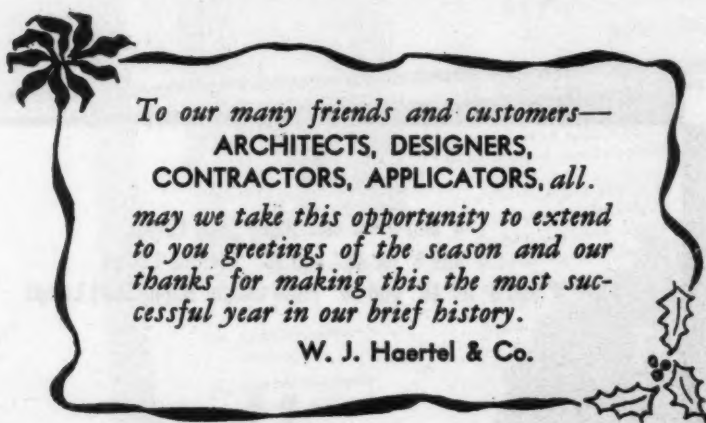 To our many friends and customers—
ARCHITECTS, DESIGNERS,
CONTRACTORS, APPLICATORS, all.
may we take this opportunity to extend
to you greetings of the season and our
thanks for making this the most suc-
cessful year in our brief history.
W. J. Haertel & Co.